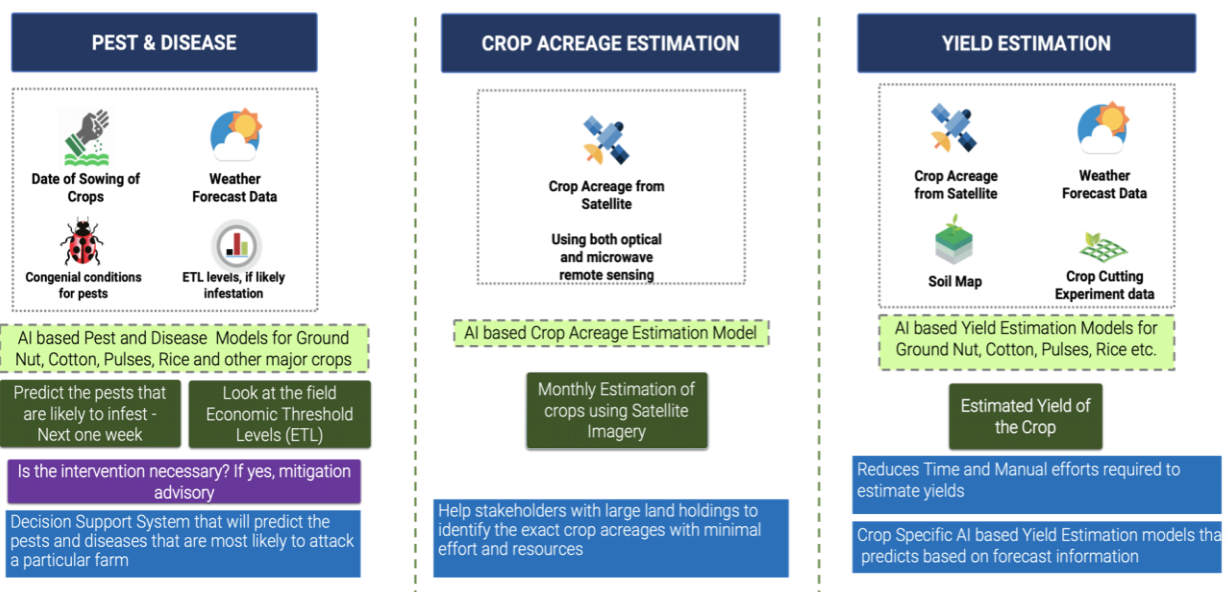 PEST & DISEASE
Date of Sowing of
Crops
Weather
Forecast Data
Congenial conditions
for pests
ETL levels, if likely
infestation
AI based Pest and Disease Models for Ground
Nut, Cotton, Pulses, Rice and other major crops
Predict the pests that
are likely to infest -
Next one week
Look at the field
Economic Threshold
Levels (ETL)
Is the intervention necessary? If yes, mitigation
advisory
Decision Support System that will predict the
pests and diseases that are most likely to attack
a particular farm
CROP ACREAGE ESTIMATION
Crop Acreage from
Satellite
Using both optical
and microwave
remote sensing
AI based Crop Acreage Estimation Model
Monthly Estimation of
crops using Satellite
Imagery
Help stakeholders with large land holdings to
identify the exact crop acreages with minimal
effort and resources
YIELD ESTIMATION
Crop Acreage
from Satellite
Weather
Forecast Data
Soil Map
Crop Cutting
Experiment data
AI based Yield Estimation Models for
Ground Nut, Cotton, Pulses, Rice etc.
Estimated Yield of
the Crop
Reduces Time and Manual efforts required to
estimate yields
Crop Specific AI based Yield Estimation models tha
predicts based on forecast information